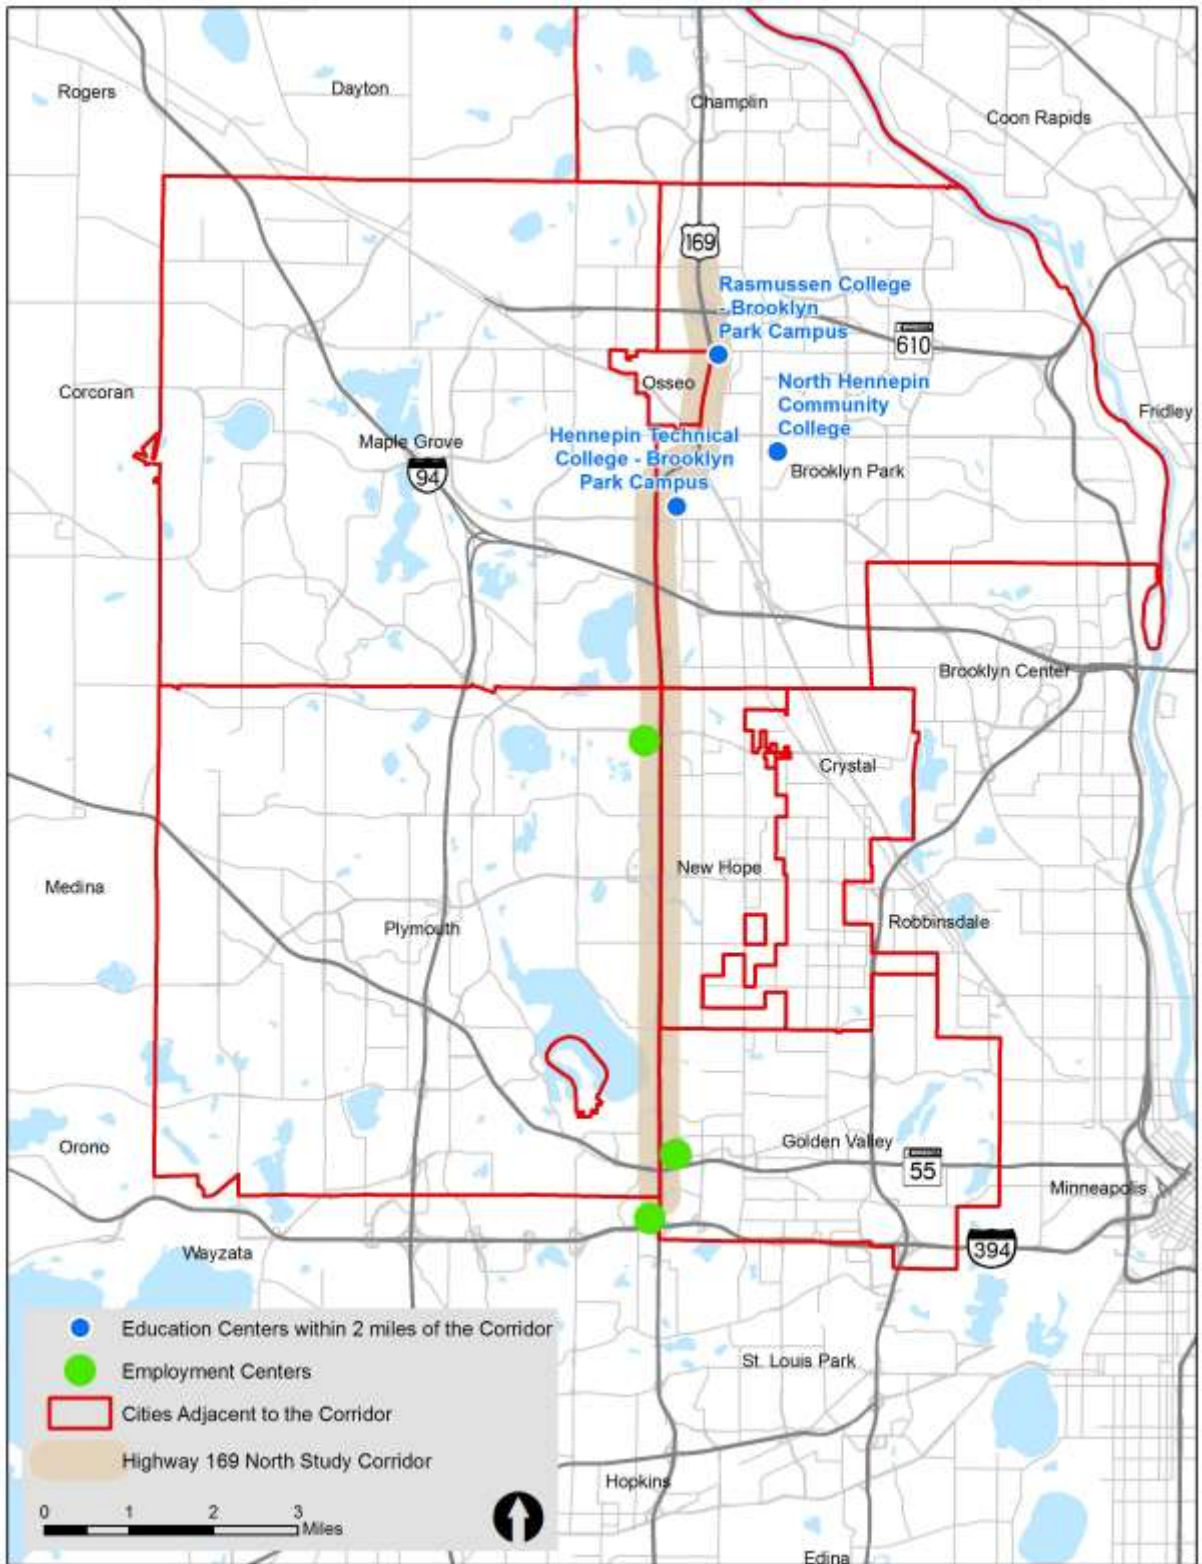 Rogers
Dayton
Champlin
Coon Rapids
169
Rasmussen College
- Brooklyn
Park Campus
610
Corcoran
Osseo
North Hennepin
Community
College
Fridley
Maple Grove
94
Hennepin Technical
College - Brooklyn
Park Campus
Brooklyn Park
Brooklyn Center
Crystal
Medina
New Hope
Plymouth
Robbinsdale
Orono
Golden Valley
55
Minneapolis
Wayzata
394
Education Centers within 2 miles of the Corridor
Employment Centers
Cities Adjacent to the Corridor
Highway 169 North Study Corridor
0 1 2 3
Miles
St. Louis Park
Hopkins
Edina